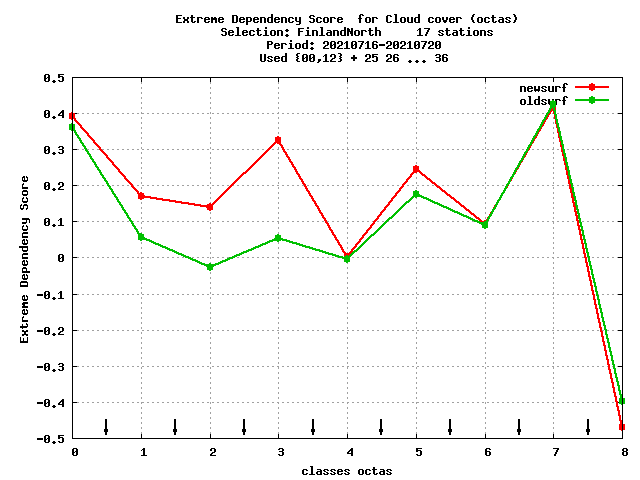 Extreme Dependency Score  for Cloud cover (octas)
Selection: FinlandNorth     17 stations
Period: 20210716-20210720
Used {00,12} + 25 26 ... 36
newsurf
oldsurf
0.5
0.4
0.3
0.2
0.1
0
-0.1
-0.2
-0.3
-0.4
-0.5
Extreme Dependency Score
0 1 2 3 4 5 6 7 8
classes octas